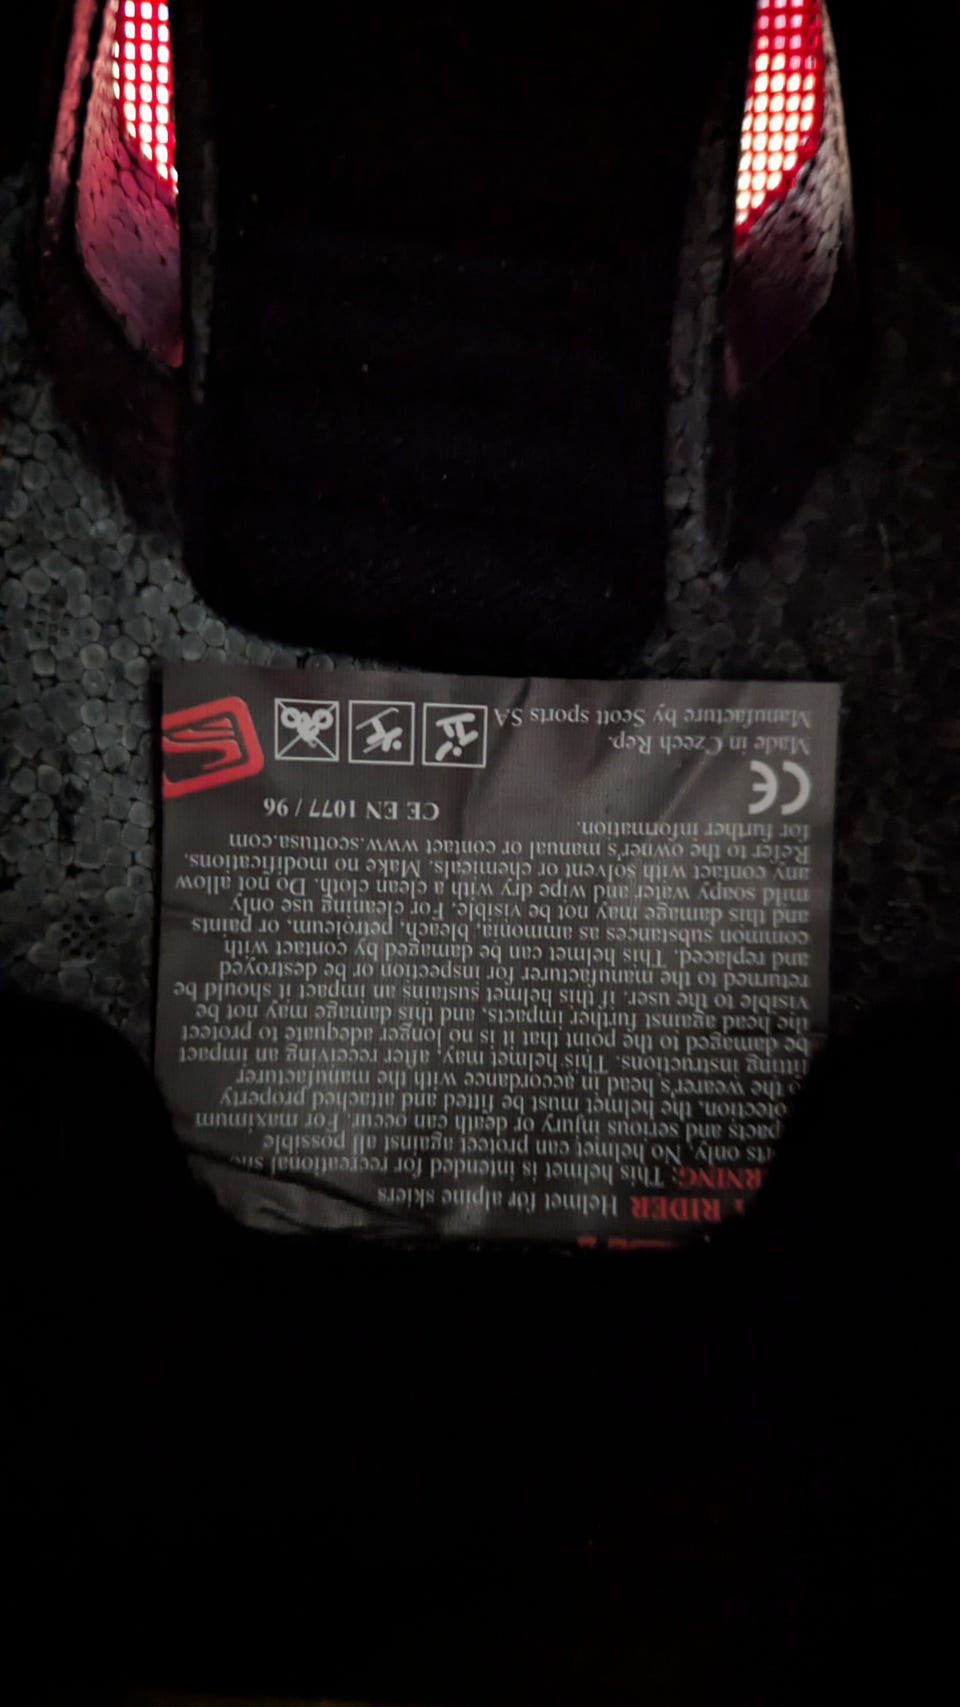 RIDER Helmet for alpine skiers
RNING: This helmet is intended for recreational
rts only. No helmet can protect against all possible
pacts and serious injury or death can occur. For maximum
otection, the helmet must be fitted and attached property
to the wearer's head in accordance with the manufacturer
fitting instructions. This helmet may, after receiving an impact
be damaged to the point that it is no longer adequate to protect
the head against further impacts, and this damage may not be
visible to the user. if this helmet sustains an impact it should be
returned to the manufacturer for inspection or be destroyed
and replaced. This helmet can be damaged by contact with
common substances as ammonia, bleach, petroleum, or paints
and this damage may not be visible. For cleaning use only
mild soapy water and wipe dry with a clean cloth. Do not allow
any contact with solvent or chemicals. Make no modifications.
Refer to the owner's manual or contact www.scottusa.com
for further information.
CE EN 1077 / 96
CE
Made in Czech Rep.
Manufacture by Scott sports SA